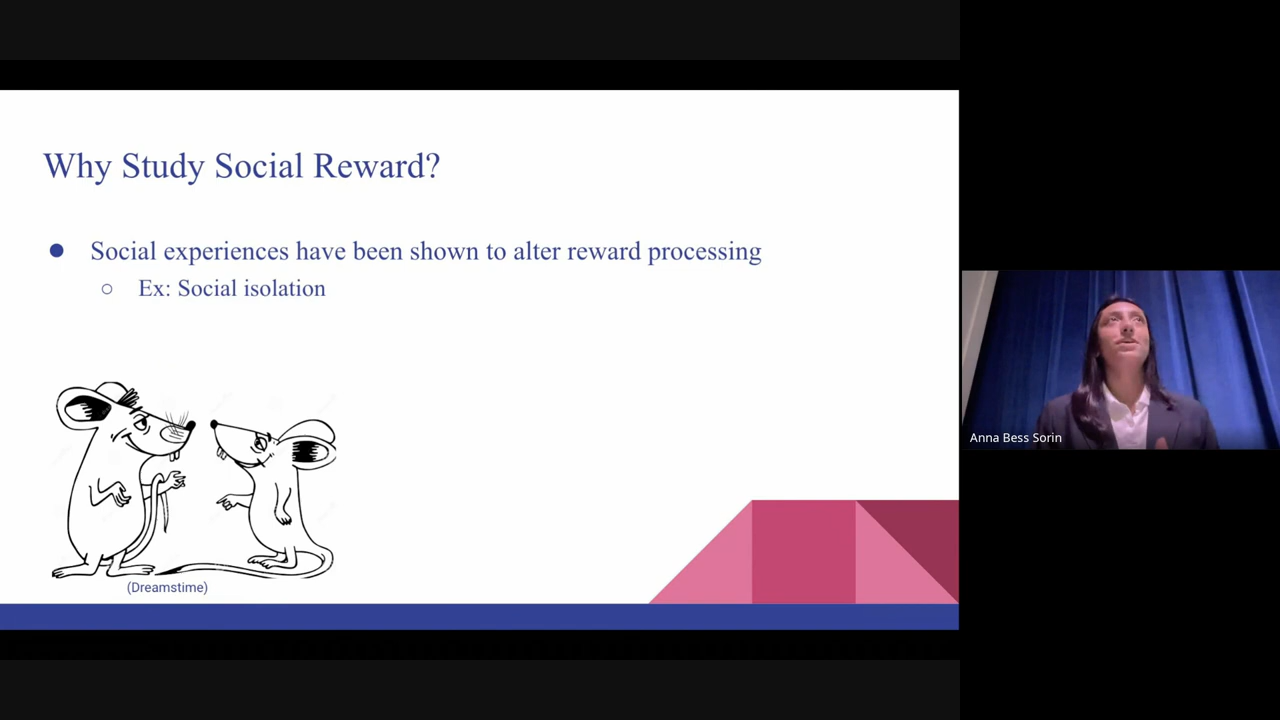 Why Study Social Reward?
● Social experiences have been shown to alter reward processing
○ Ex: Social isolation
(Dreamstime)
Anna Bess Sorin